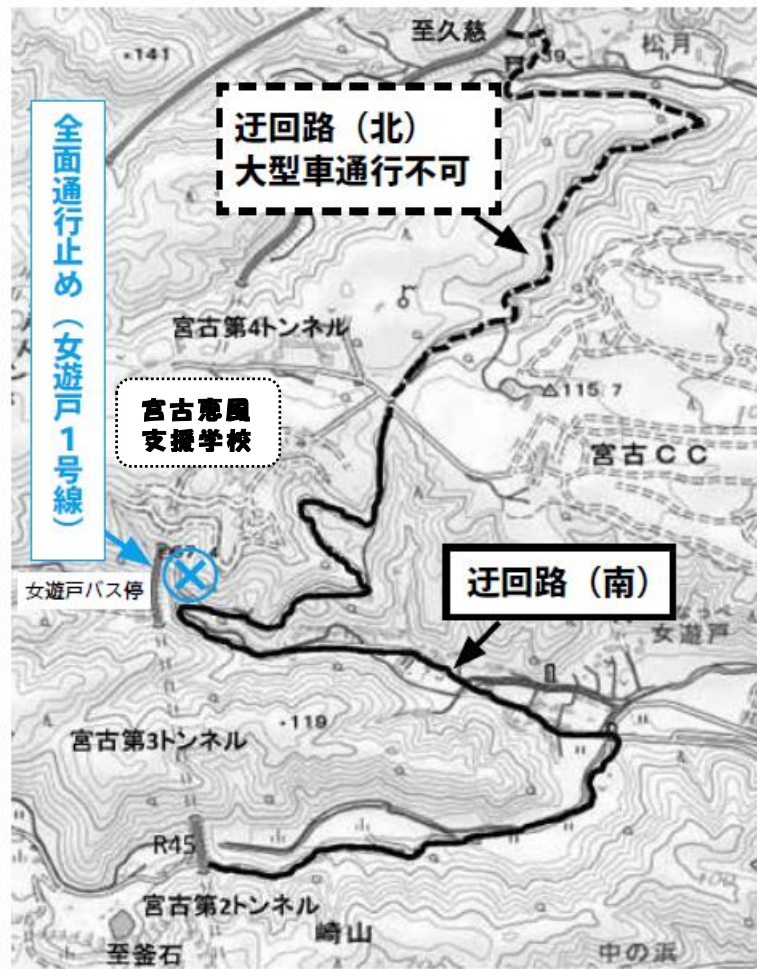 至久慈
松月
・141
迂回路（北）
大型車通行不可
全面通行止め（女遊戸１号線）
宮古第4トンネル
宮古恵風
支援学校
△115.7
宮古ＣＣ
女遊戸バス停
迂回路（南）
女遊戸
・119
宮古第3トンネル
R45
宮古第2トンネル
崎山
至釜石
中の浜